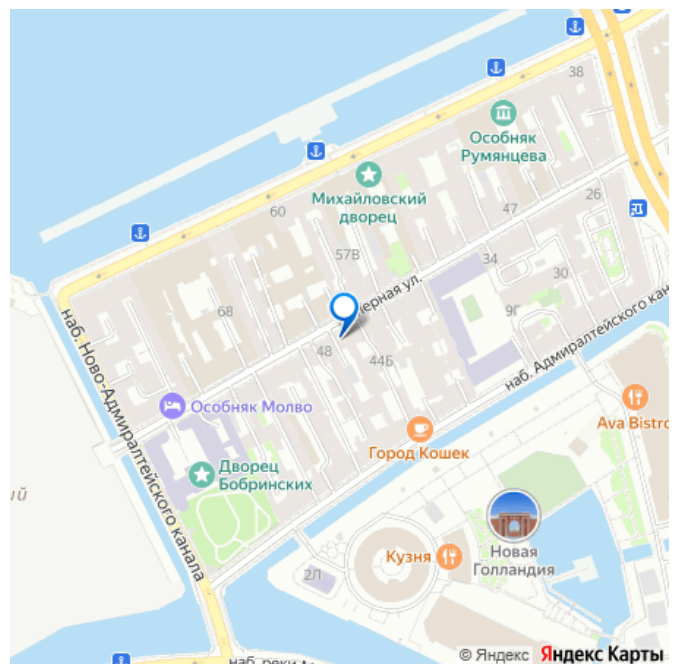 38
Особняк
Румянцева
Михайловский
дворец
26
47
60
57В
34
30
68
9Г
ерная ул.
48
44Б
наб. Ново-Адмиралтейского канала
наб. Адмиралтейского кан
Особняк Молво
Ava Bistro
Город Кошек
Дворец
Бобринских
ий
Новая
Голландия
Кузня
2Л
наб. реки М
© Яндекс Яндекс Карты